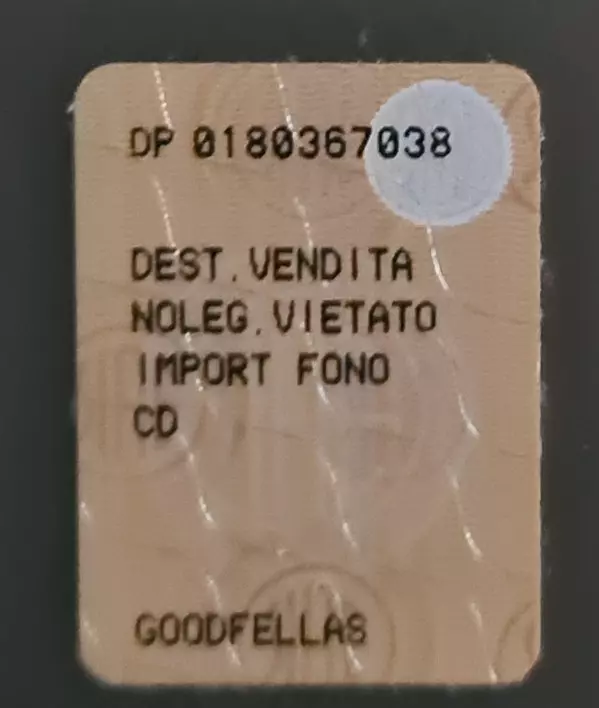 DP 0180367038
DEST.VENDITA
NOLEG.VIETATO
IMPORT FONO
CD
GOODFELLAS